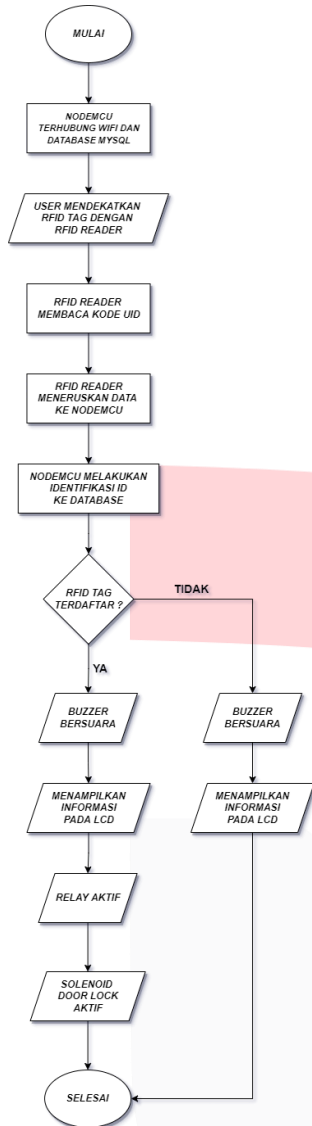 MULAI
NODEMCU
TERHUBUNG WIFI DAN
DATABASE MYSQL
USER MENDEKATKAN
RFID TAG DENGAN
RFID READER
RFID READER
MEMBACA KODE UID
RFID READER
MENERUSKAN DATA
KE NODEMCU
NODEMCU MELAKUKAN
IDENTIFIKASI ID
KE DATABASE
RFID TAG
TERDAFTAR ?
TIDAK
YA
BUZZER
BERSUARA
MENAMPILKAN
INFORMASI
PADA LCD
RELAY AKTIF
SOLENOID
DOOR LOCK
AKTIF
BUZZER
BERSUARA
MENAMPILKAN
INFORMASI
PADA LCD
SELESAI